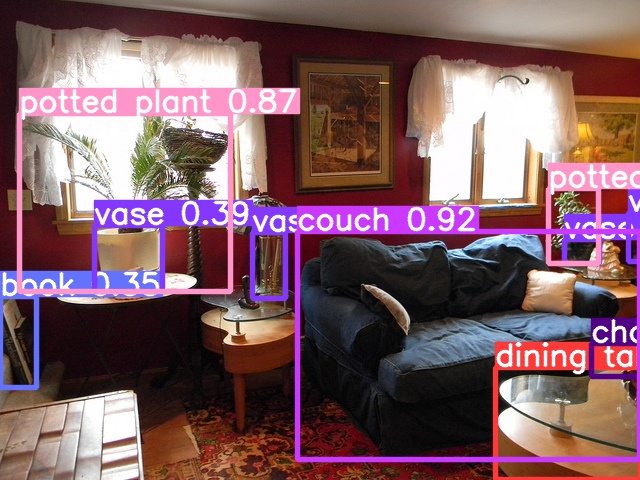 potted plant 0.87
potted
vase 0.39
vas
couch 0.92
vase
v
book 0.35
cha
dining ta